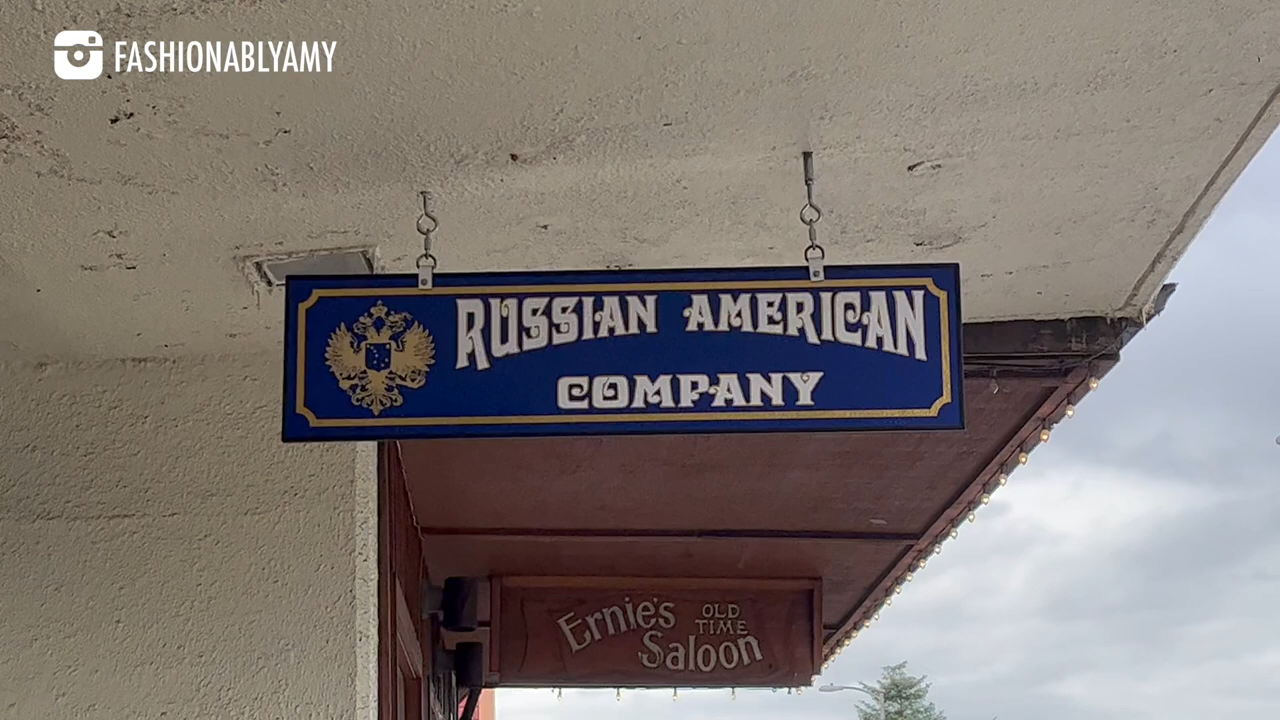 FASHIONABLYAMY
RUSSIAN AMERICAN
COMPANY
Ernie's OLD
TIME
Saloon